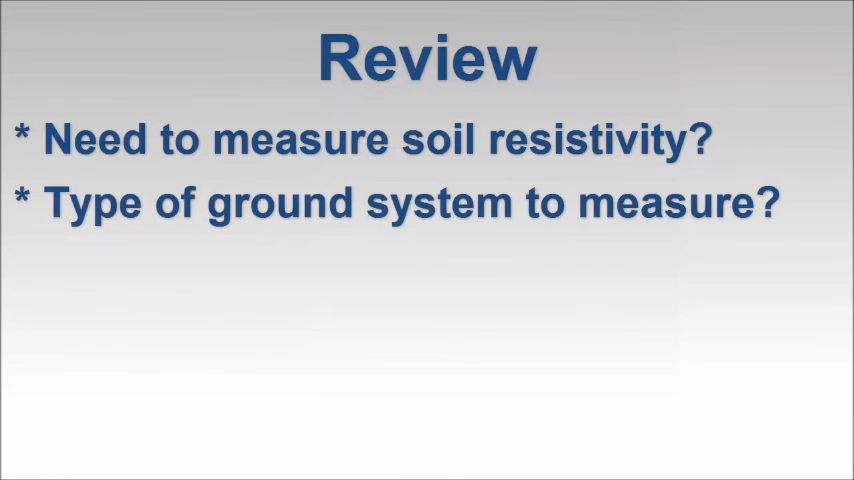 Review
* Need to measure soil resistivity?
* Type of ground system to measure?